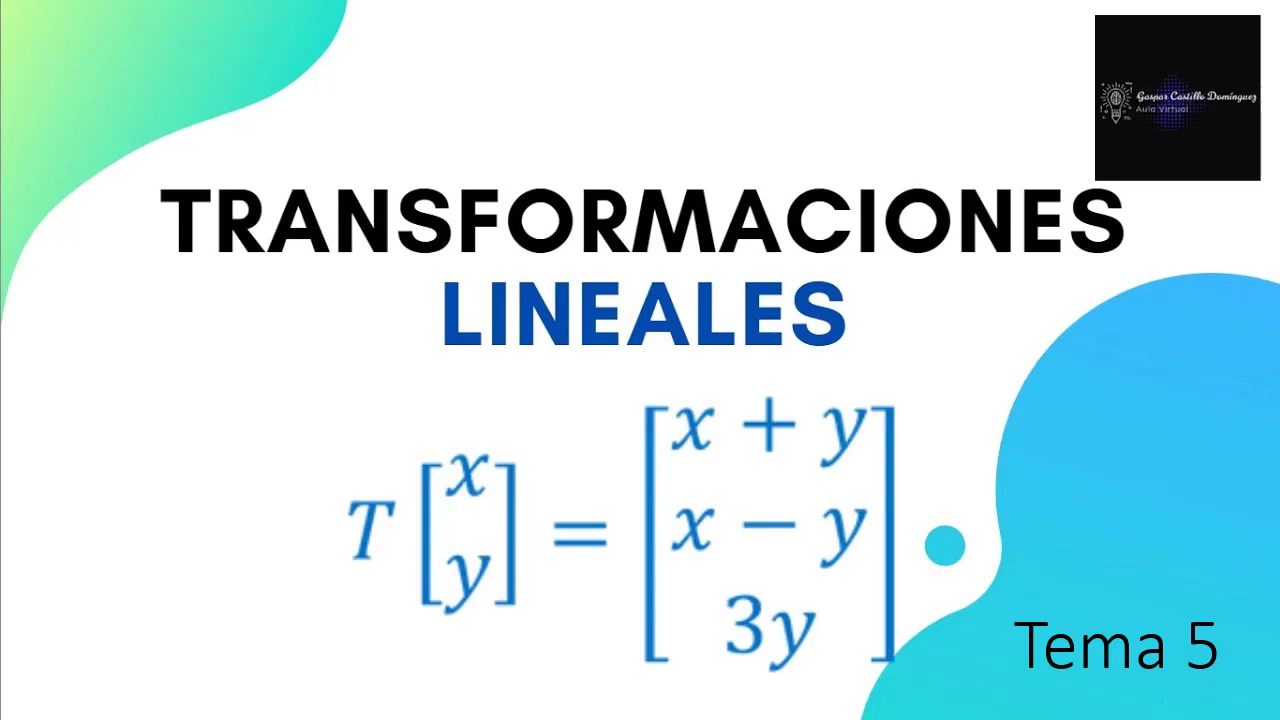 Gaspar Castillo Domínguez
Aula Virtual
TRANSFORMACIONES
LINEALES
T [x y] = [x + y x − y 3y]
Tema 5